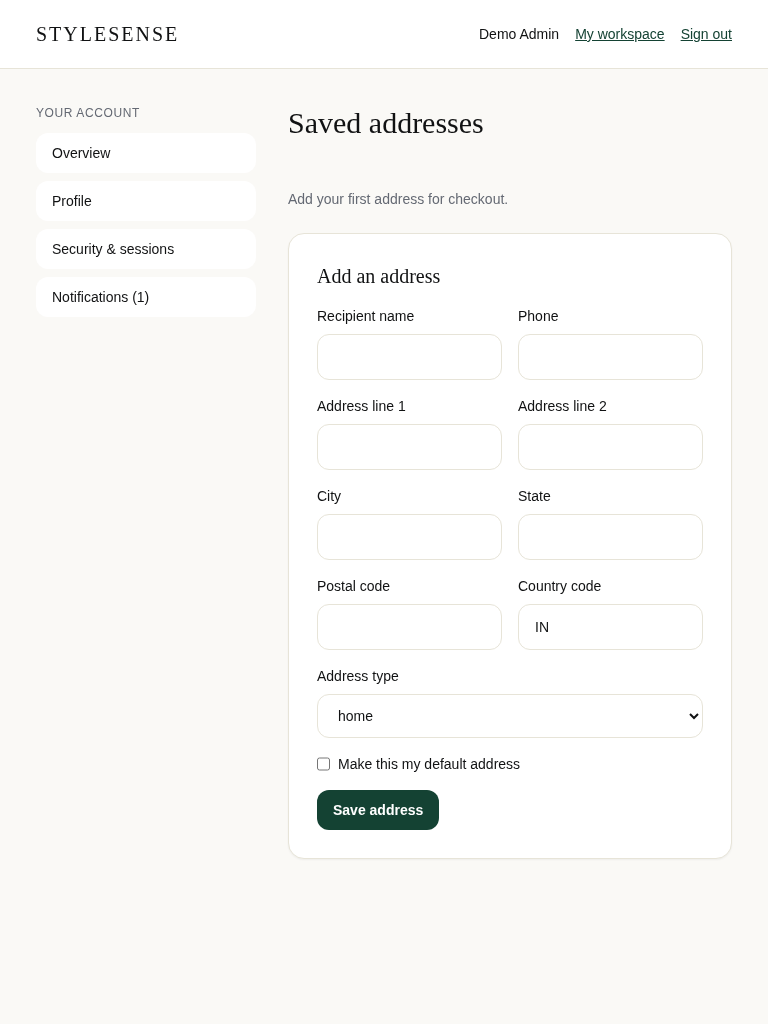 STYLESENSE
Demo Admin My workspace Sign out
YOUR ACCOUNT
Overview
Profile
Security & sessions
Notifications (1)
Saved addresses
Add your first address for checkout.
Add an address
Recipient name Phone
Address line 1 Address line 2
City State
Postal code Country code
IN
Address type
home
Make this my default address
Save address